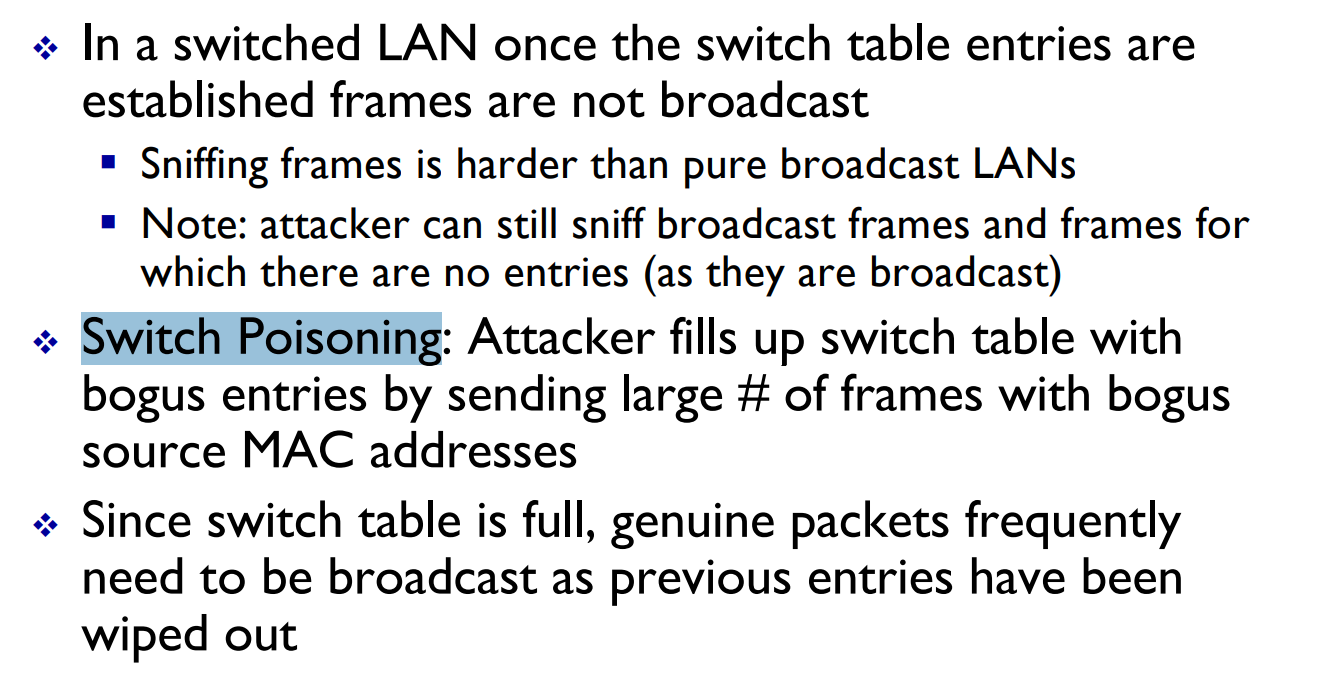 ❖ In a switched LAN once the switch table entries are
established frames are not broadcast
▪ Sniffing frames is harder than pure broadcast LANs
▪ Note: attacker can still sniff broadcast frames and frames for
which there are no entries (as they are broadcast)
❖ Switch Poisoning: Attacker fills up switch table with
bogus entries by sending large # of frames with bogus
source MAC addresses
❖ Since switch table is full, genuine packets frequently
need to be broadcast as previous entries have been
wiped out